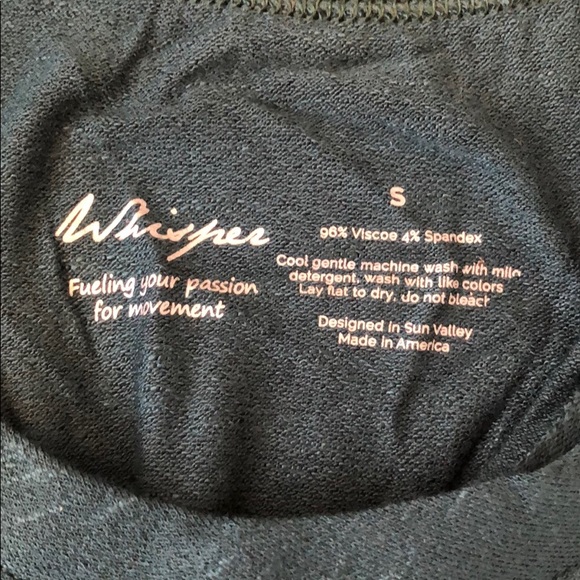 Whisper
Fueling your passion
for movement
S
96% Viscoe 4% Spandex
Cool gentle machine wash with mild
detergent, wash with like colors
Lay flat to dry, do not bleach
Designed in Sun Valley
Made in America